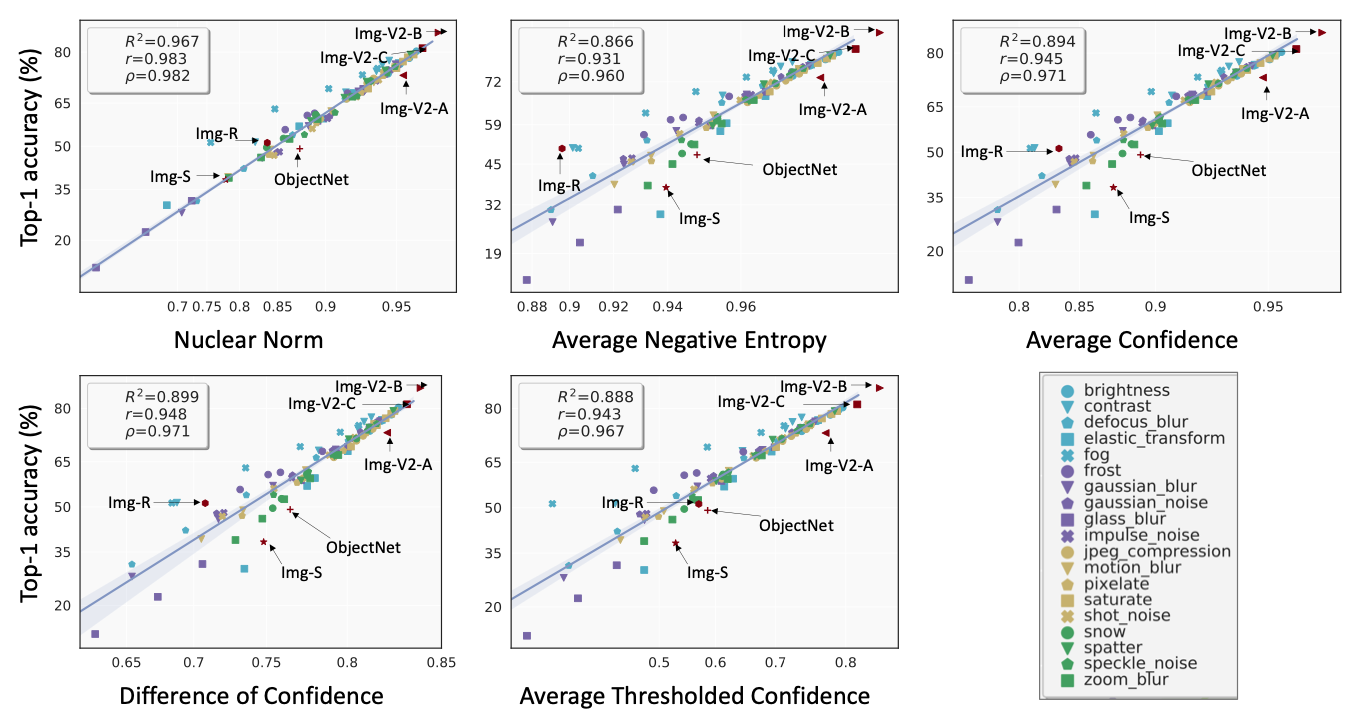 Top-1 accuracy (%)
80
65
50
35
20
R²=0.967
r=0.983
ρ=0.982
Img-V2-B
Img-V2-C
Img-V2-A
Img-R
Img-S
ObjectNet
0.7 0.75 0.8 0.85 0.9 0.95
Nuclear Norm
72
59
45
32
19
R²=0.866
r=0.931
ρ=0.960
Img-V2-B
Img-V2-C
Img-V2-A
Img-R
ObjectNet
Img-S
0.88 0.9 0.92 0.94 0.96
Average Negative Entropy
80
65
50
35
20
R²=0.894
r=0.945
ρ=0.971
Img-V2-B
Img-V2-C
Img-V2-A
Img-R
ObjectNet
Img-S
0.8 0.85 0.9 0.95
Average Confidence
Top-1 accuracy (%)
80
65
50
35
20
R²=0.899
r=0.948
ρ=0.971
Img-V2-B
Img-V2-C
Img-V2-A
Img-R
ObjectNet
Img-S
0.65 0.7 0.75 0.8 0.85
Difference of Confidence
80
65
50
35
20
R²=0.888
r=0.943
ρ=0.967
Img-V2-B
Img-V2-C
Img-V2-A
Img-R
ObjectNet
Img-S
0.5 0.6 0.7 0.8
Average Thresholded Confidence
brightness
contrast
defocus_blur
elastic_transform
fog
frost
gaussian_blur
gaussian_noise
glass_blur
impulse_noise
jpeg_compression
motion_blur
pixelate
saturate
shot_noise
snow
spatter
speckle_noise
zoom_blur